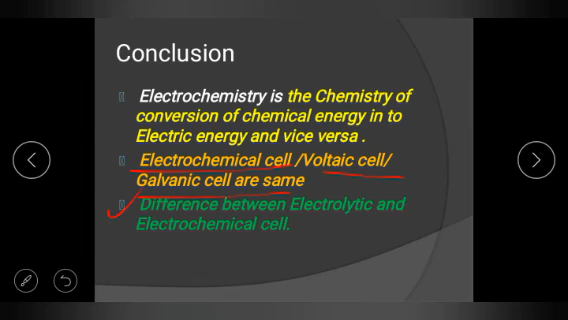 Conclusion
Electrochemistry is the Chemistry of
conversion of chemical energy in to
Electric energy and vice versa .
Electrochemical cell /Voltaic cell/
Galvanic cell are same
Difference between Electrolytic and
Electrochemical cell.